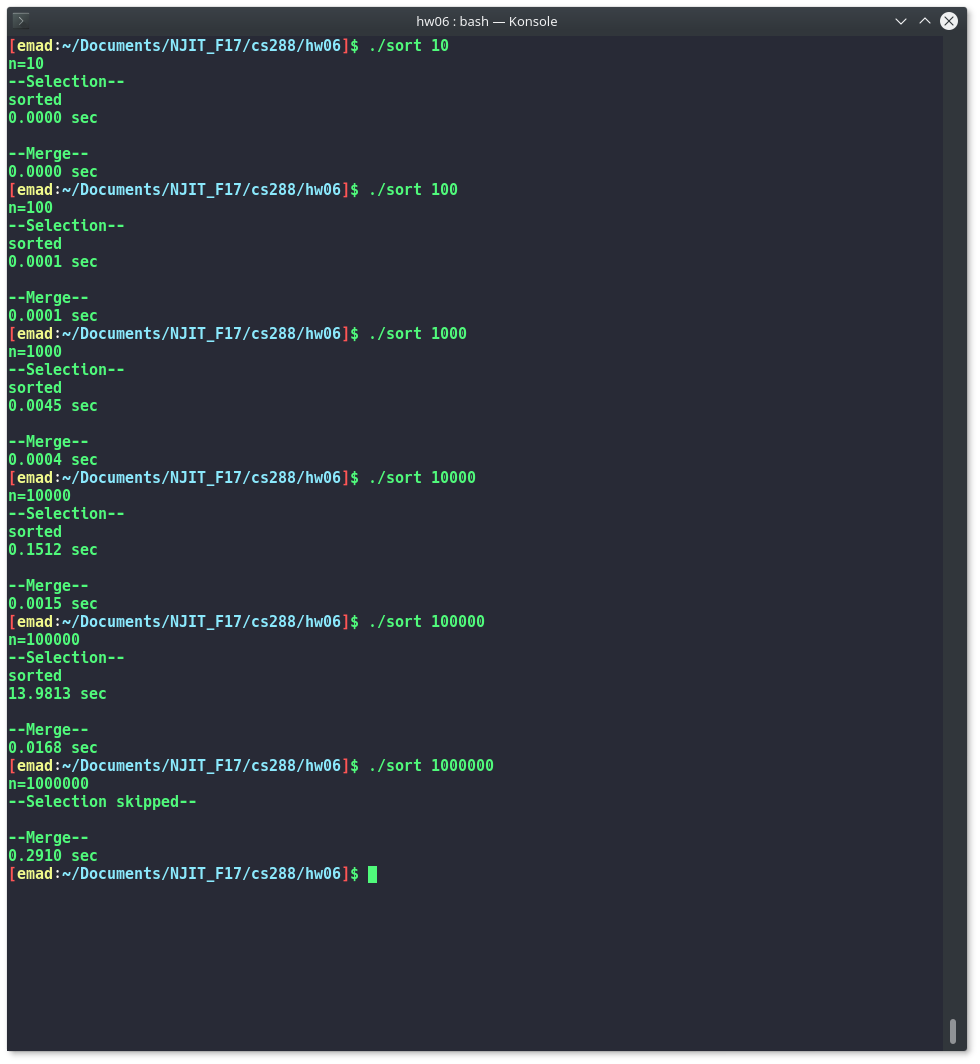 hw06 : bash — Konsole
[emad:~/Documents/NJIT_F17/cs288/hw06]$ ./sort 10
n=10
--Selection--
sorted
0.0000 sec
--Merge--
0.0000 sec
[emad:~/Documents/NJIT_F17/cs288/hw06]$ ./sort 100
n=100
--Selection--
sorted
0.0001 sec
--Merge--
0.0001 sec
[emad:~/Documents/NJIT_F17/cs288/hw06]$ ./sort 1000
n=1000
--Selection--
sorted
0.0045 sec
--Merge--
0.0004 sec
[emad:~/Documents/NJIT_F17/cs288/hw06]$ ./sort 10000
n=10000
--Selection--
sorted
0.1512 sec
--Merge--
0.0015 sec
[emad:~/Documents/NJIT_F17/cs288/hw06]$ ./sort 100000
n=100000
--Selection--
sorted
13.9813 sec
--Merge--
0.0168 sec
[emad:~/Documents/NJIT_F17/cs288/hw06]$ ./sort 1000000
n=1000000
--Selection skipped--
--Merge--
0.2910 sec
[emad:~/Documents/NJIT_F17/cs288/hw06]$